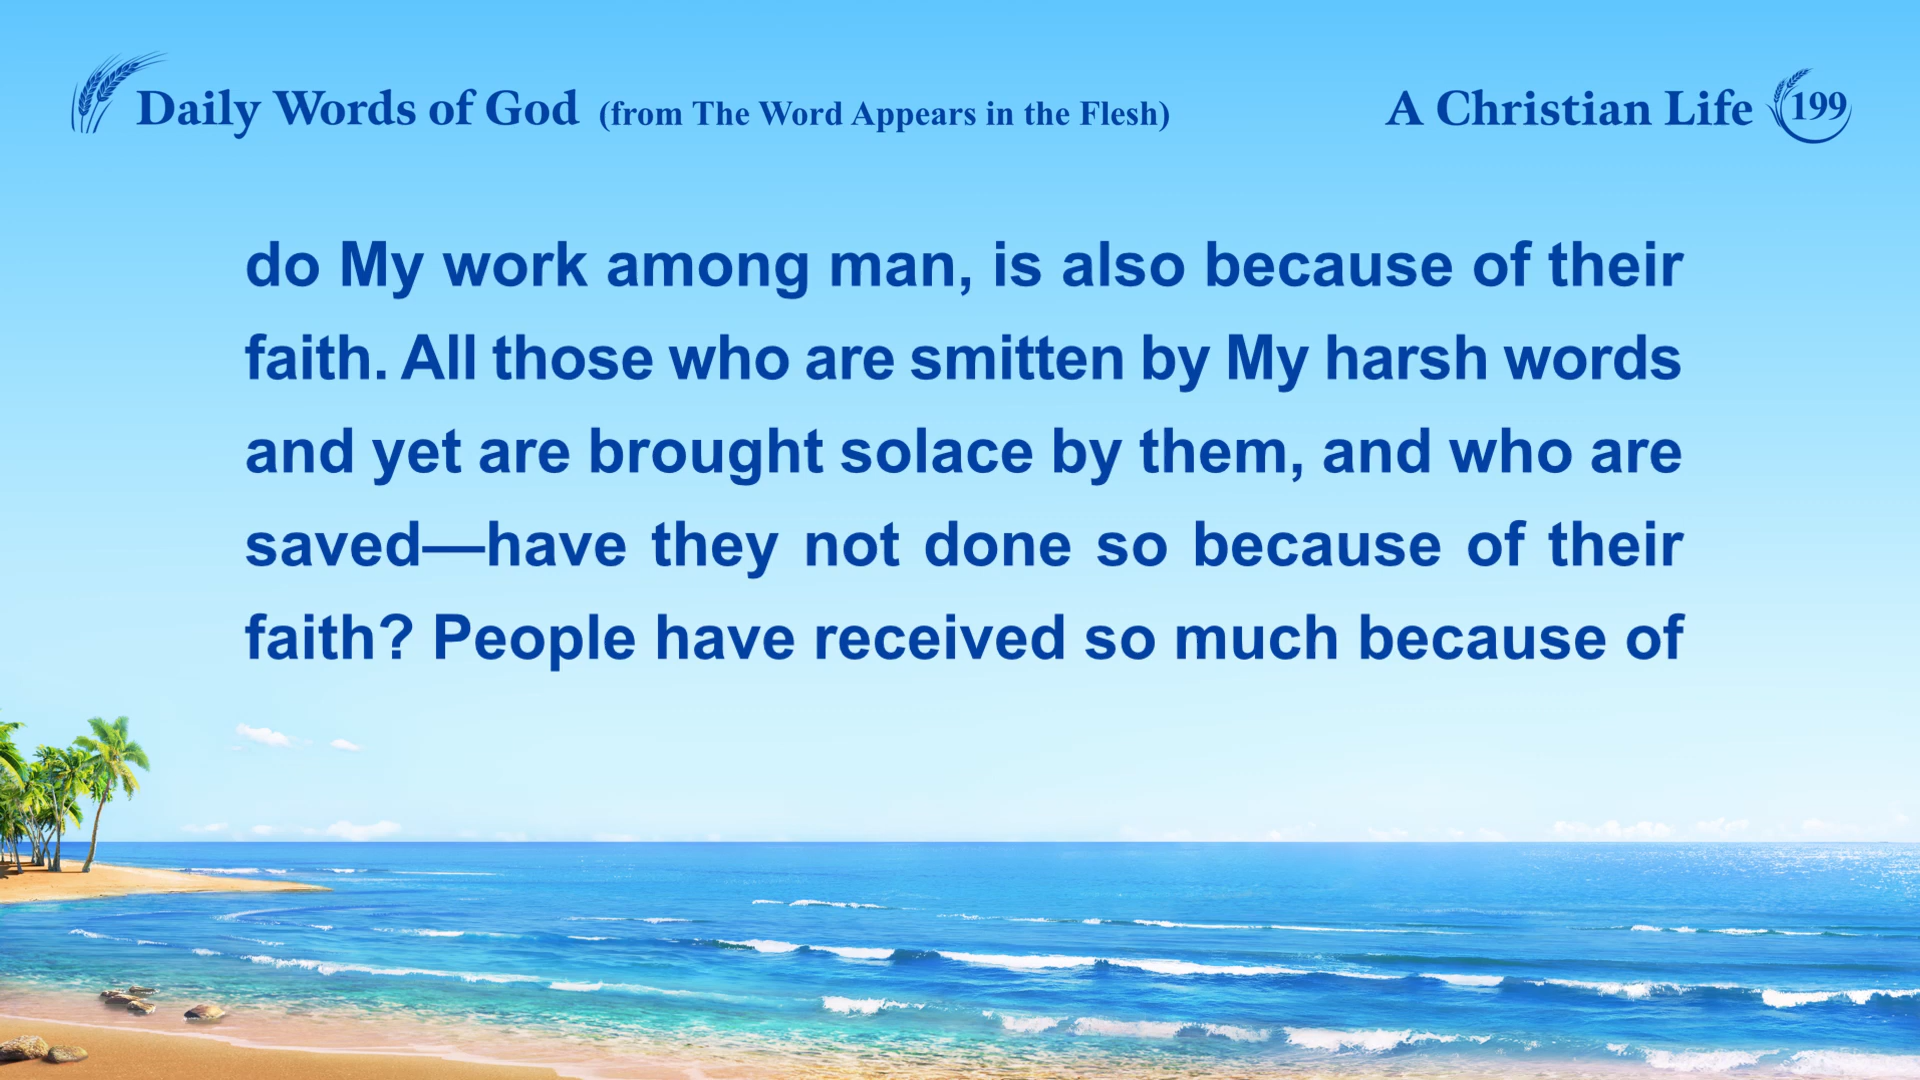 Daily Words of God (from The Word Appears in the Flesh)
A Christian Life 199
do My work among man, is also because of their
faith. All those who are smitten by My harsh words
and yet are brought solace by them, and who are
saved—have they not done so because of their
faith? People have received so much because of